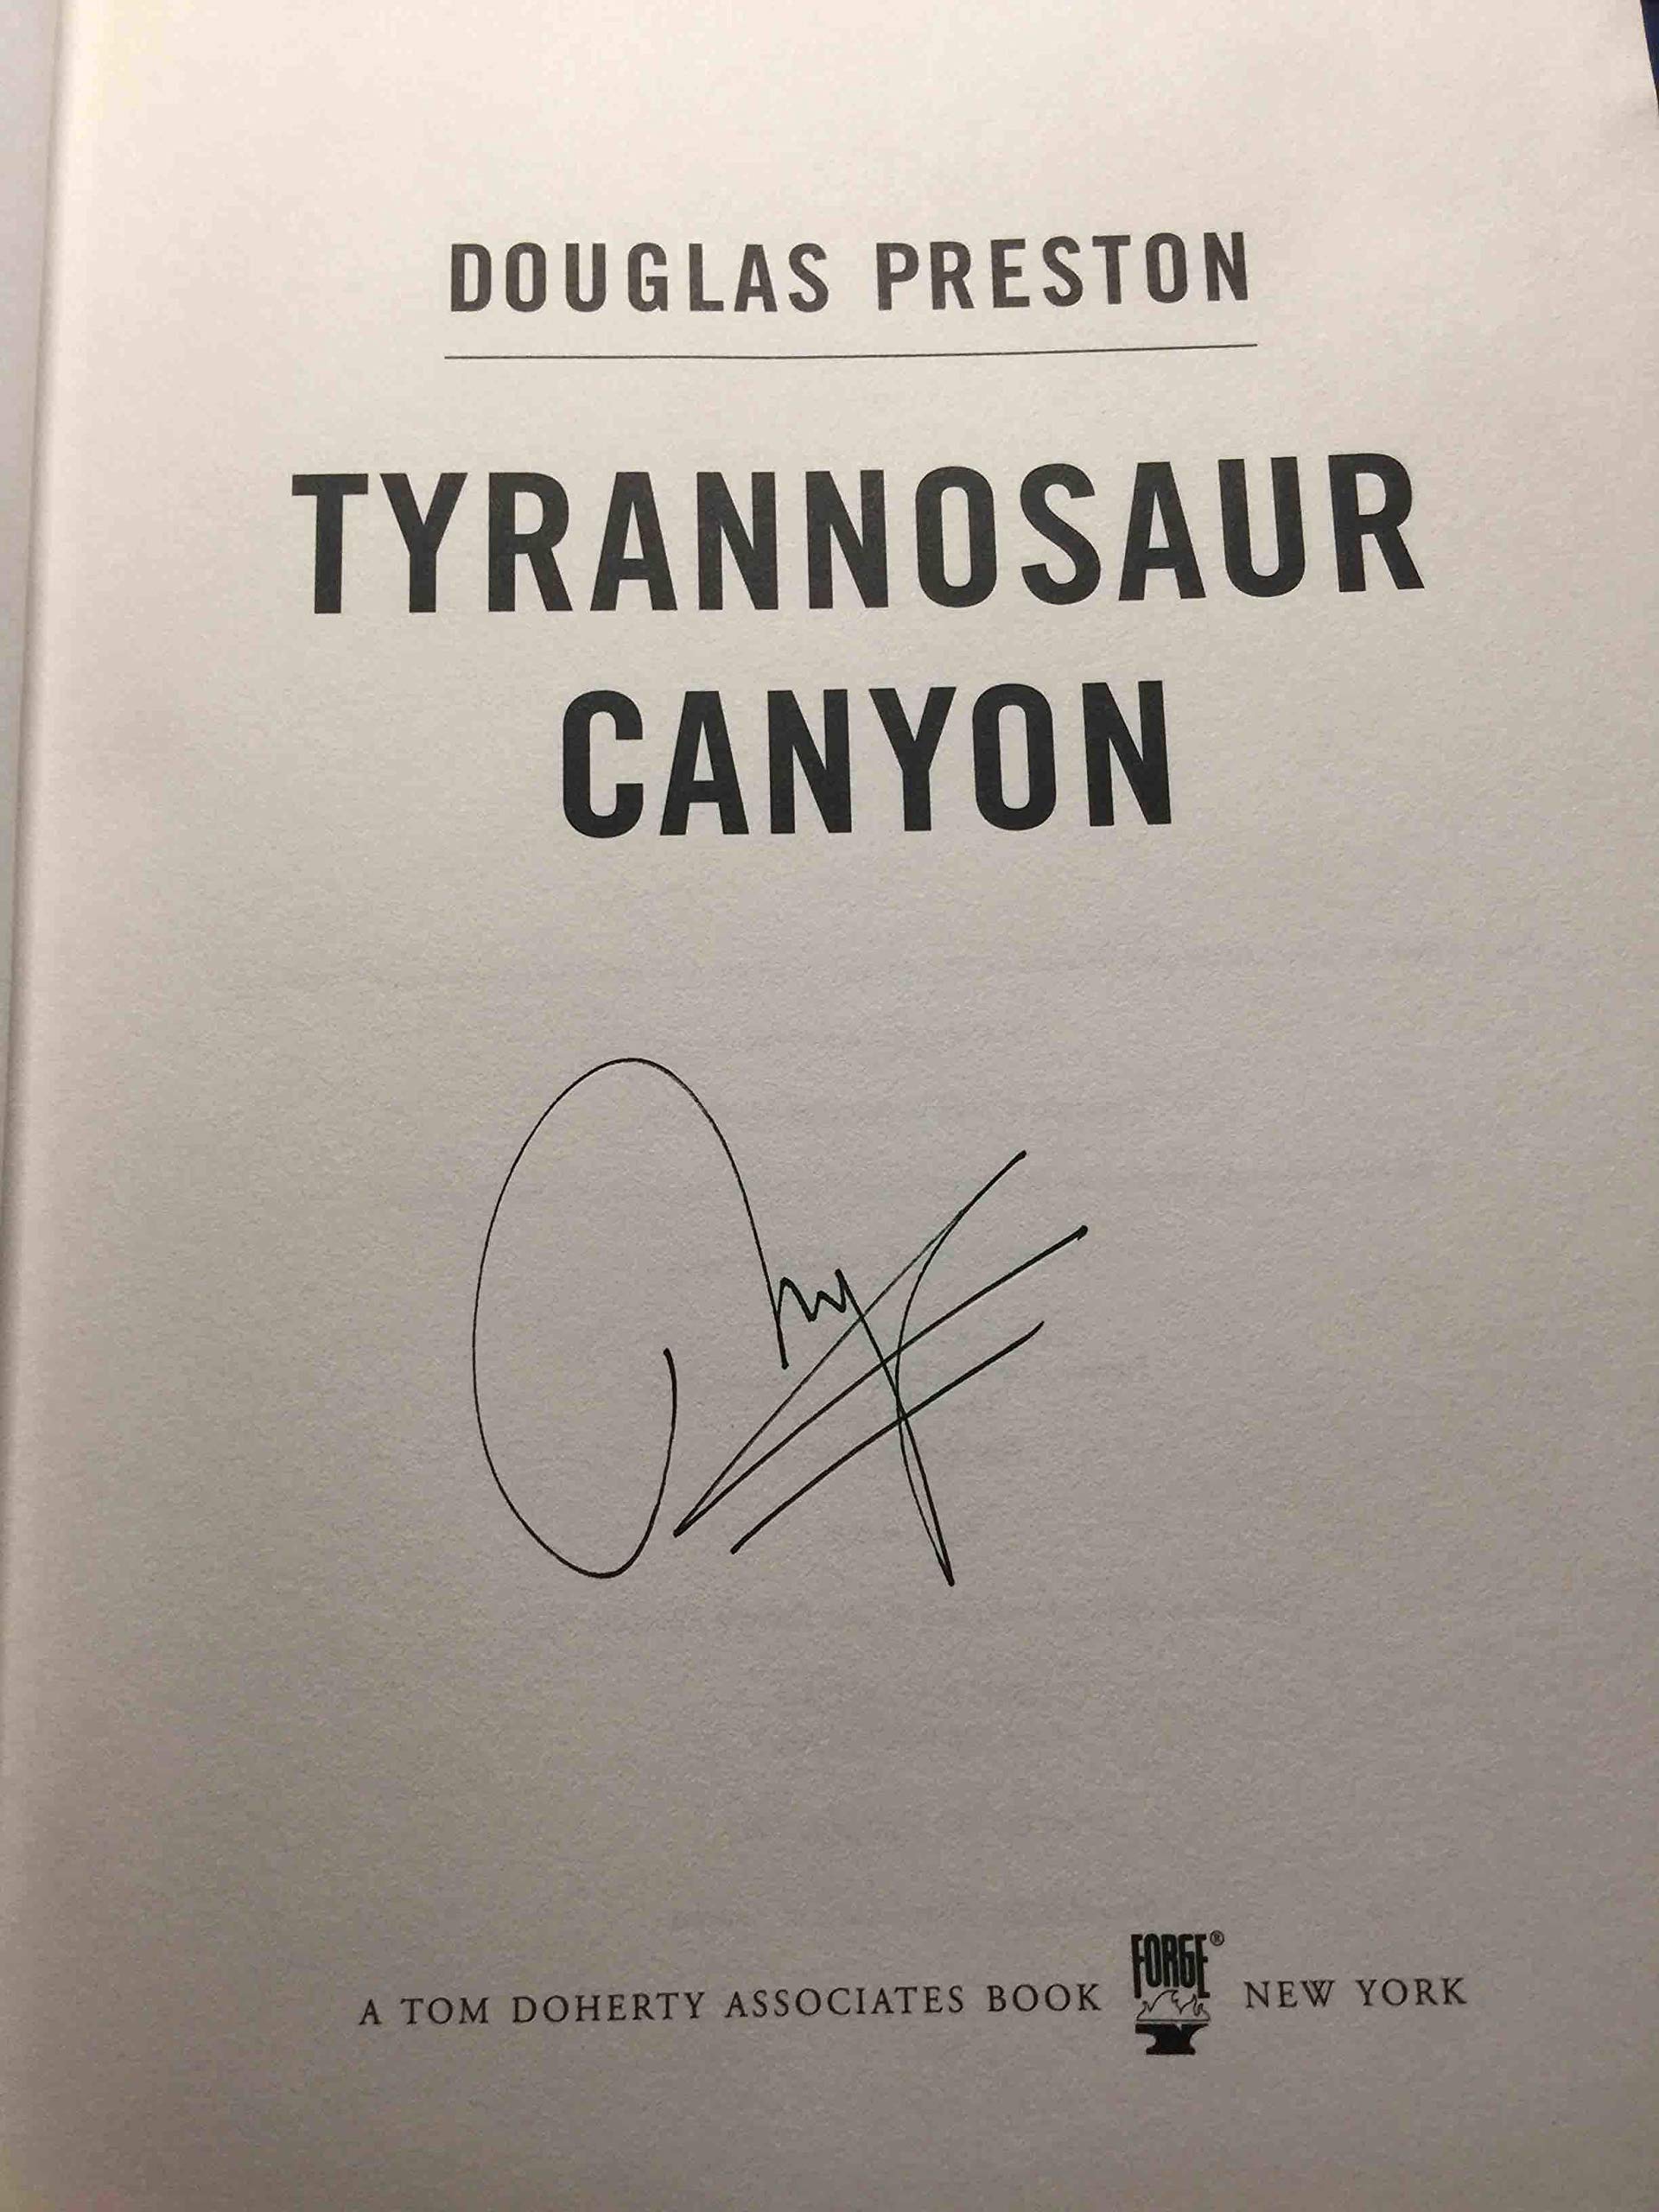 DOUGLAS PRESTON
TYRANNOSAUR
CANYON
A TOM DOHERTY ASSOCIATES BOOK FORGE® NEW YORK